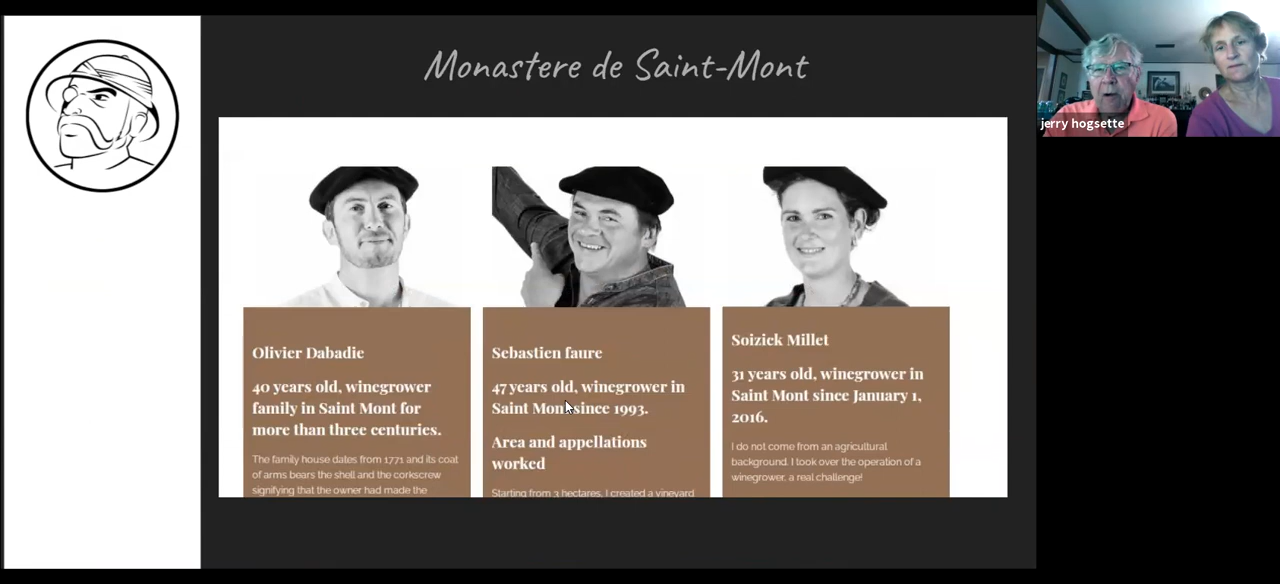 Monastere de Saint-Mont
jerry hogsette
Olivier Dabadie
40 years old, winegrower
family in Saint Mont for
more than three centuries.
The family house dates from 1771 and its coat
of arms bears the shell and the corkscrew
signifying that the owner had made the
Sebastien faure
47 years old, winegrower in
Saint Mont since 1993.
Area and appellations
worked
Starting from 3 hectares, I created a vineyard
Soizick Millet
31 years old, winegrower in
Saint Mont since January 1,
2016.
I do not come from an agricultural
background. I took over the operation of a
winegrower, a real challenge!